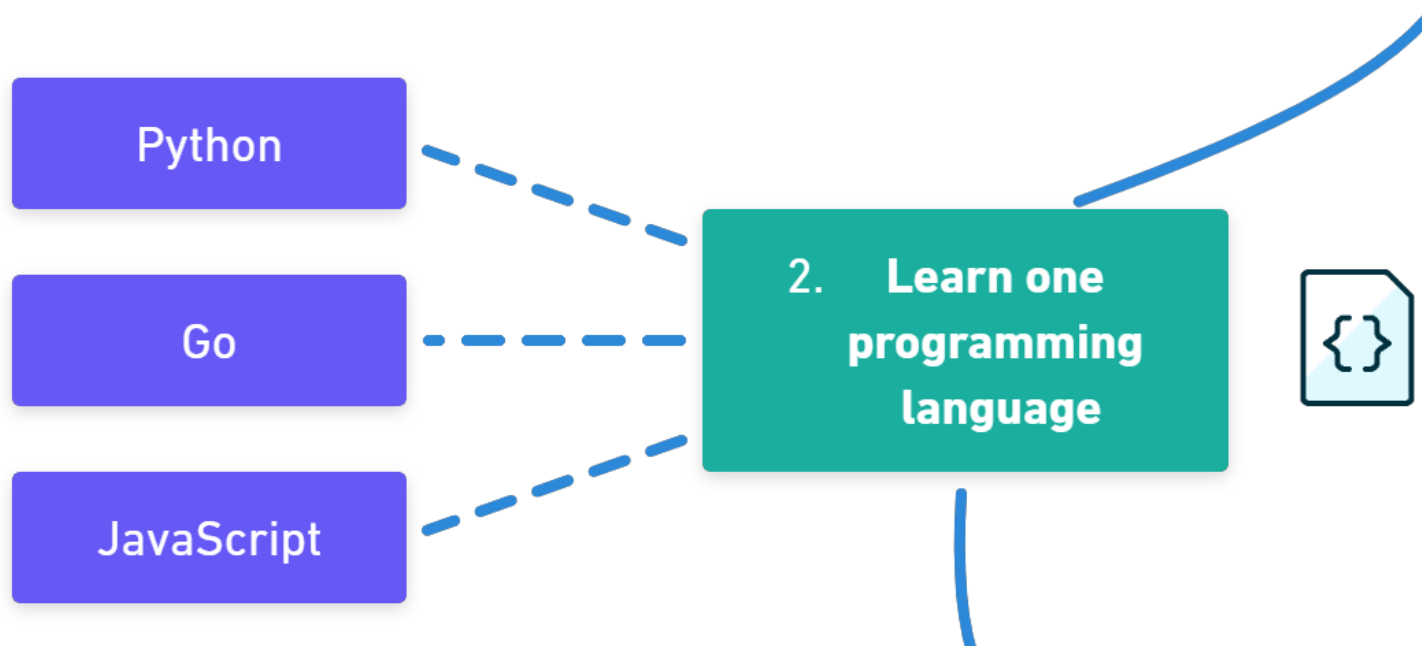 Python
Go
JavaScript
2. Learn one
programming
language
{}